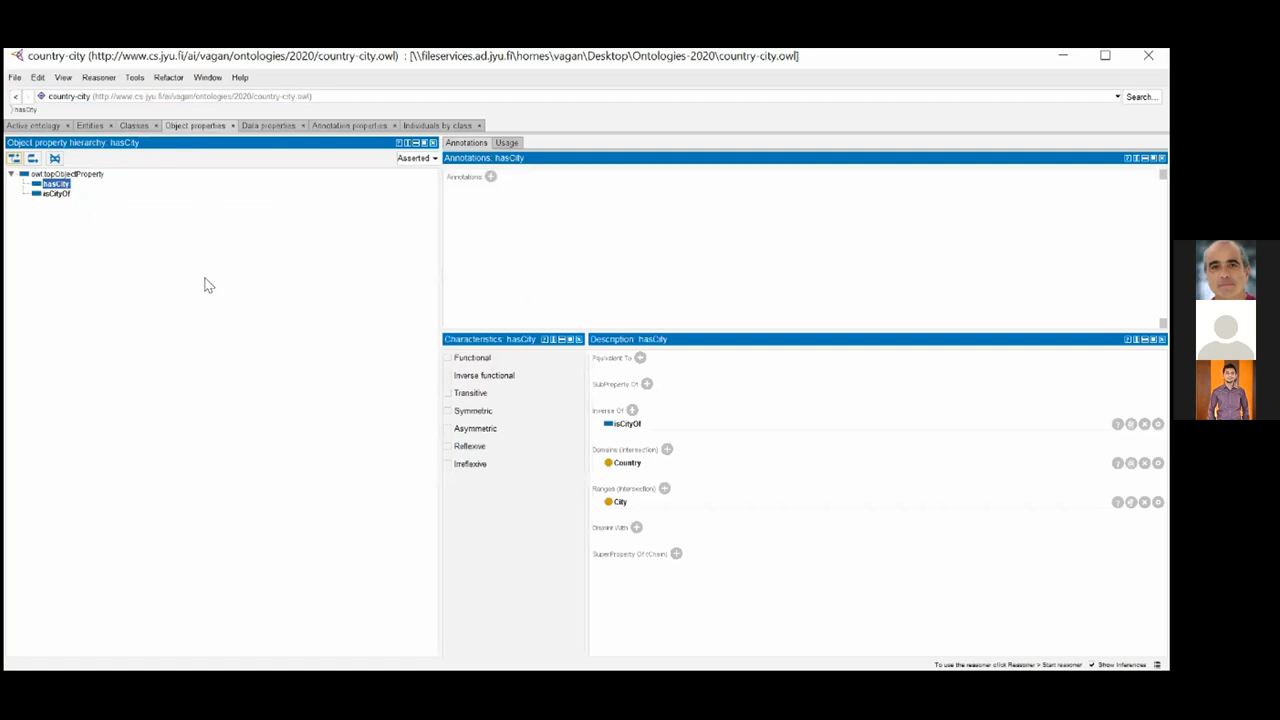 country-city (http://www.cs.jyu.fi/ai/vagan/ontologies/2020/country-city.owl) : [\\fileservices.ad.jyu.fi\homes\vagan\Desktop\Ontologies-2020\country-city.owl]
File Edit View Reasoner Tools Refactor Window Help
< country-city (http://www.cs.jyu.fi/ai/vagan/ontologies/2020/country-city.owl) Search...
hasCity
Active ontology × Entities × Classes × Object properties × Data properties × Annotation properties × Individuals by class ×
Object property hierarchy: hasCity
Asserted
owl:topObjectProperty
hasCity
isCityOf
Annotations Usage
Annotations: hasCity
Annotations
Characteristics: hasCity
Functional
Inverse functional
Transitive
Symmetric
Asymmetric
Reflexive
Irreflexive
Description: hasCity
Equivalent To
SubProperty Of
Inverse Of
isCityOf
Domains (intersection)
Country
Ranges (intersection)
City
Disjoint With
SuperProperty Of (Chain)
To use the reasoner click Reasoner > Start reasoner Show Inferences